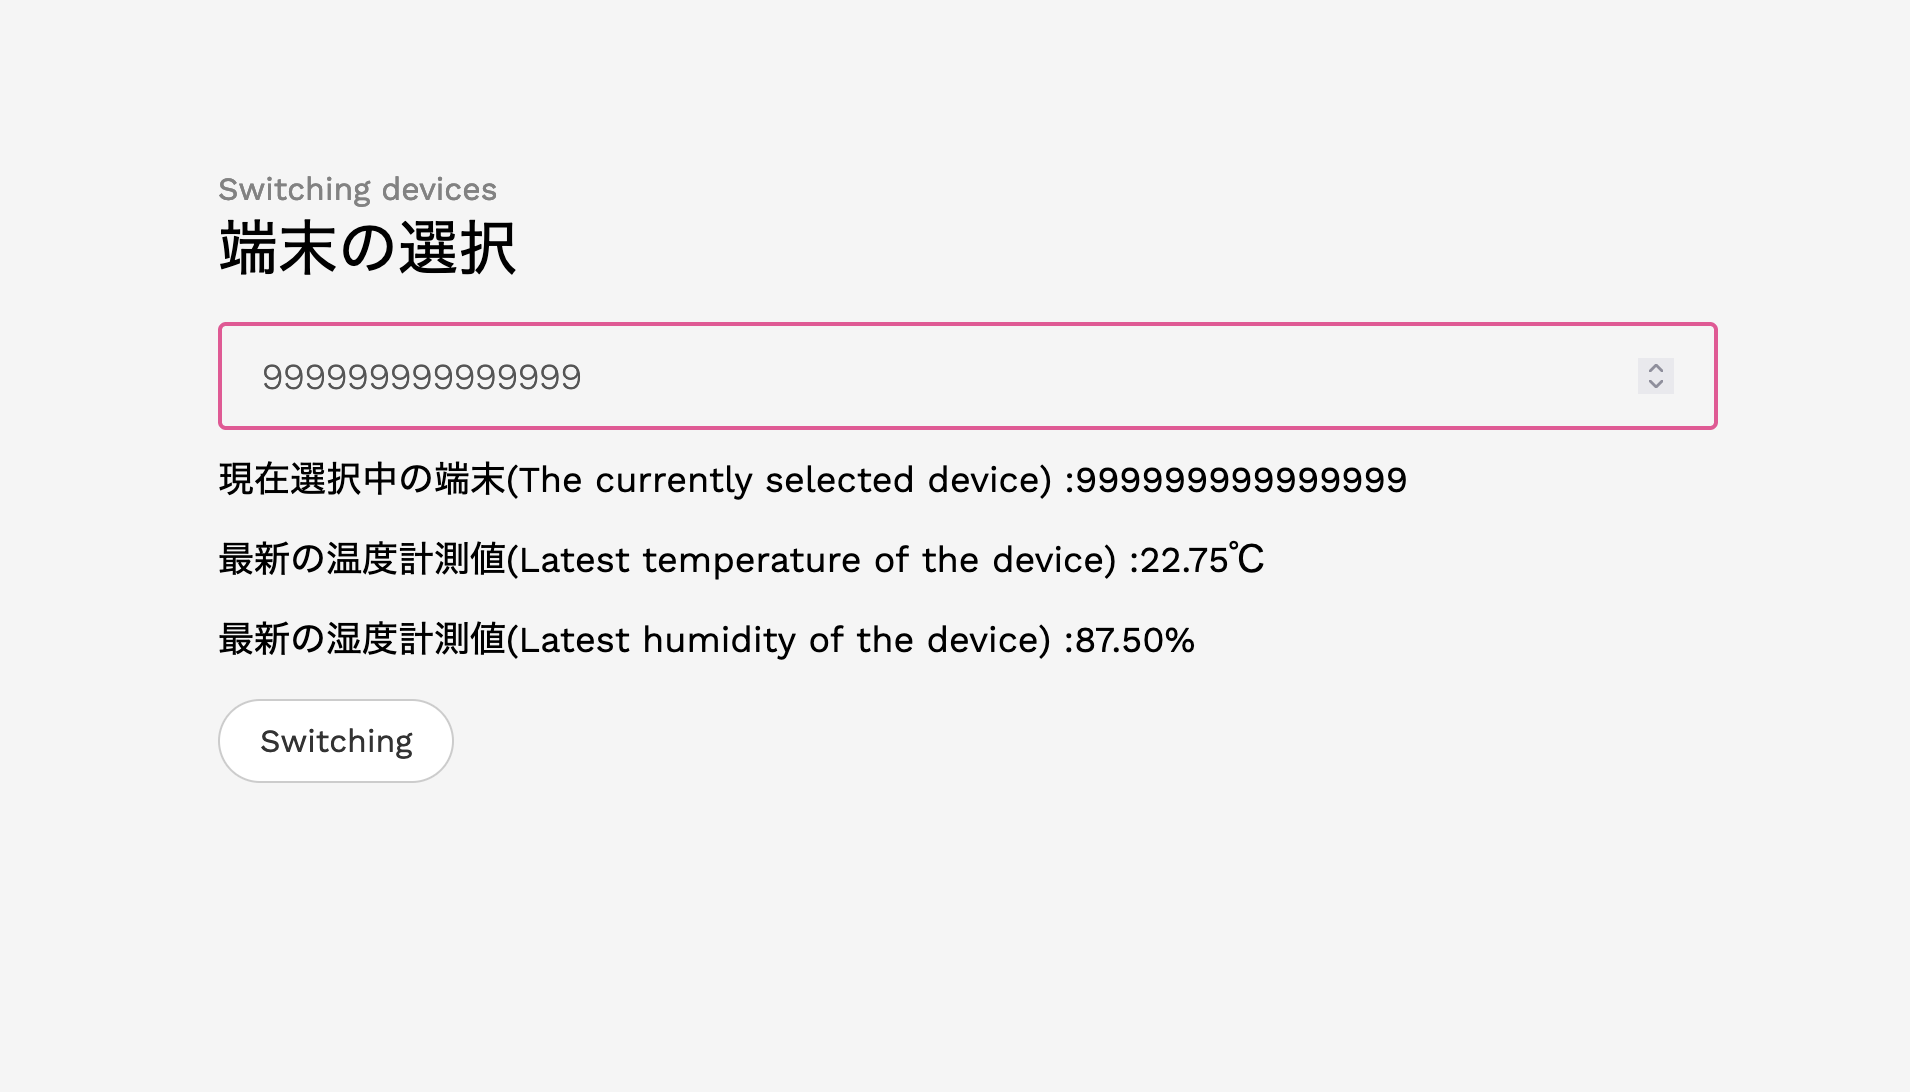 Switching devices
端末の選択
999999999999999
現在選択中の端末(The currently selected device) :999999999999999
最新の温度計測値(Latest temperature of the device) :22.75℃
最新の湿度計測値(Latest humidity of the device) :87.50%
Switching